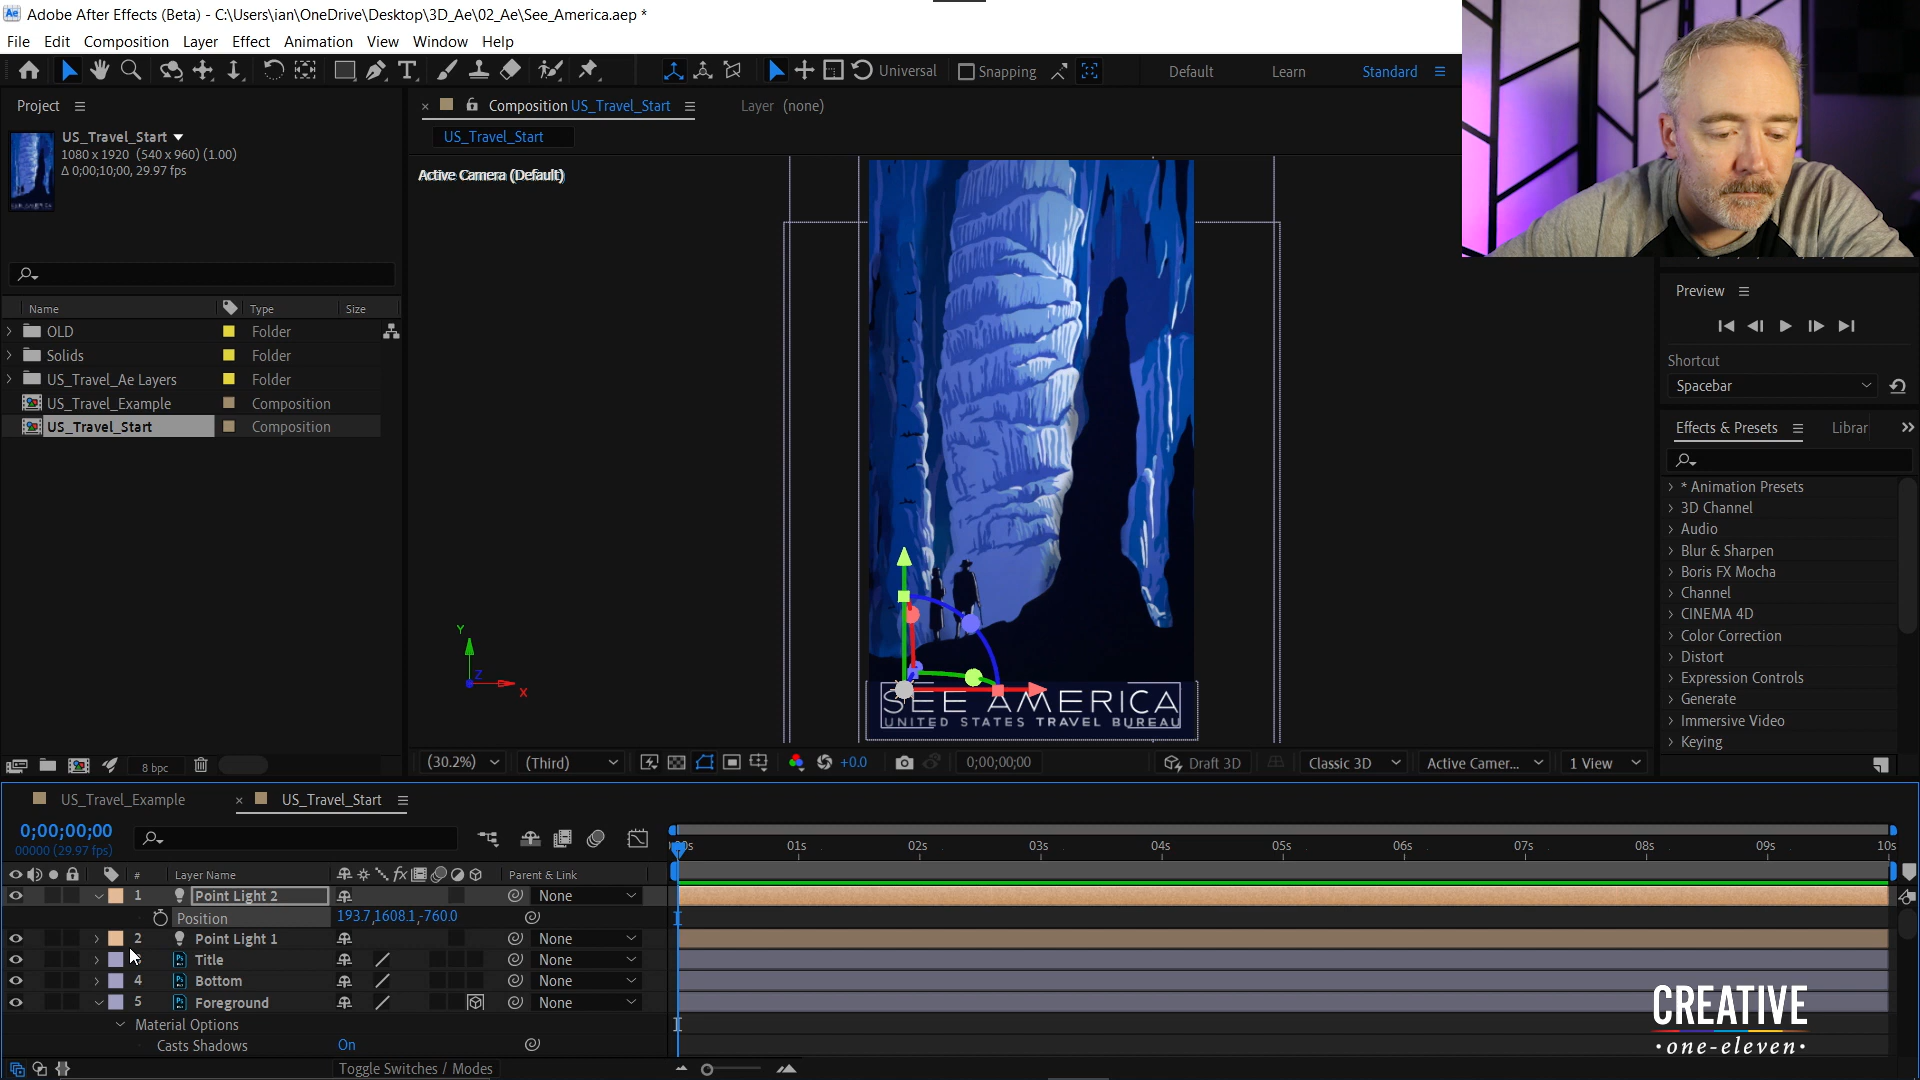 Adobe After Effects (Beta) - C:\Users\ian\OneDrive\Desktop\3D_Ae\02_Ae\See_America.aep *
File Edit Composition Layer Effect Animation View Window Help
Universal Snapping Default Learn Standard
Project
Composition US_Travel_Start Layer (none)
US_Travel_Start
US_Travel_Start
1080 x 1920 (540 x 960) (1.00)
Δ 0;00;10;00, 29.97 fps
Active Camera (Default)
Name Type Size
OLD Folder
Solids Folder
US_Travel_Ae Layers Folder
US_Travel_Example Composition
US_Travel_Start Composition
Y
Z
X
SEE AMERICA
UNITED STATES TRAVEL BUREAU
8 bpc
(30.2%) (Third) +0.0 0;00;00;00 Draft 3D Classic 3D Active Camer... 1 View
Preview
Shortcut
Spacebar
Effects & Presets Librar
* Animation Presets
3D Channel
Audio
Blur & Sharpen
Boris FX Mocha
Channel
CINEMA 4D
Color Correction
Distort
Expression Controls
Generate
Immersive Video
Keying
US_Travel_Example US_Travel_Start
0;00;00;00
00000 (29.97 fps)
01s 02s 03s 04s 05s 06s 07s 08s 09s 10s
# Layer Name fx Parent & Link
1 Point Light 2 None
Position 193.7,1608.1,-760.0
2 Point Light 1 None
Title None
4 Bottom None
5 Foreground None
Material Options
Casts Shadows On
Toggle Switches / Modes
CREATIVE
•one-eleven•